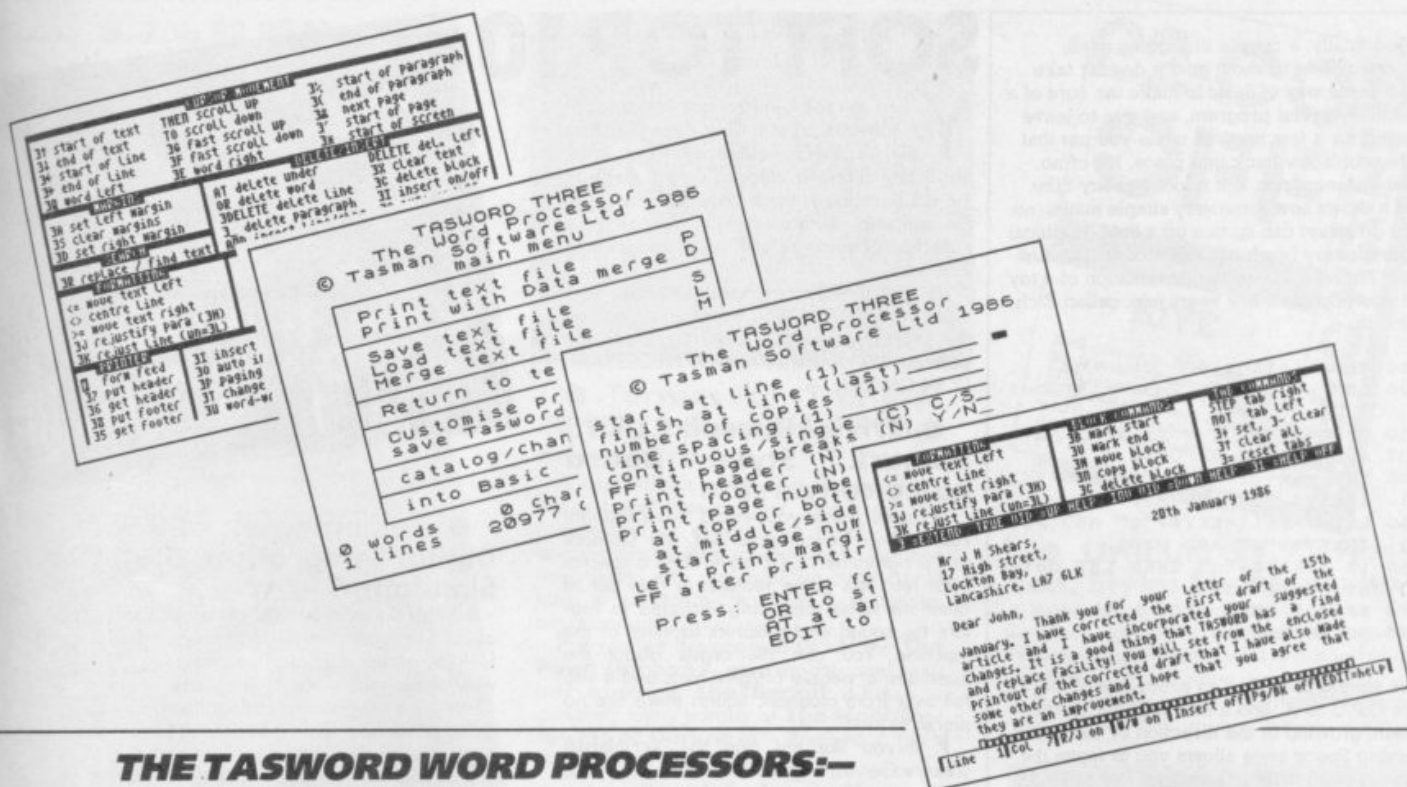 CURSOR MOVEMENT
start of text THEN scroll up start of paragraph
end of text TO scroll down end of paragraph
start of line fast scroll up next page
end of line fast scroll down start of page
word left 3E word right start of screen
MARGINS
3A set left margin
3S clear margins
3D set right margin
DELETE/INSERT
AT delete under DELETE del. left
OR delete word 3X clear text
3DELETE delete line 3C delete block
delete paragraph 3I insert on/off
SEARCH
3R replace / find text
FORMATTING
<= move text left
<> centre line
>= move text right
3J rejustify para (3H)
3K rejust line (un=3L)
PRINTER
form feed
37 put header
36 get header
38 put footer
35 get footer
3I insert
3O auto
3P paging
3T change
3U word-wr
TASWORD THREE
The Word Processor
© Tasman Software Ltd 1986
main menu
Print text file P
Print with Data merge D
Save text file S
Load text file L
Merge text file M
Return to te
Customise pr
save Taswor
catalog/chan
into Basic
0 words 0 char
1 lines 20977
TASWORD THREE
The Word Processor
© Tasman Software Ltd 1986
start at line (1)
finish at line (last)
number of copies (1)
line spacing (1)
continuous/single (C) C/S
FF at page breaks (N) Y/N
print header (N)
print footer (N)
print page numbe
at top or bott
at middle/side
start page num
left print margi
FF after printin
Press: ENTER
OR to st
AT at
EDIT to
FORMATTING
<= move text left
<> centre line
>= move text right
3J rejustify para (3H)
3K rejust line (un=3L)
BLOCK COMMANDS
3B mark start
3V mark end
3M move block
3N copy block
3C delete block
TAB COMMANDS
STEP tab right
NOT tab left
3+ set, 3- clear
3Y clear all
3= reset tabs
20th January 1986
Mr J H Shears,
17 High street,
Lockton Bay,
Lancashire. LA7 6LK
Dear John, Thank you for your letter of the 15th
January. I have corrected the first draft of the
article and I have incorporated your suggested
changes. It is a good thing that TASWORD has a find
and replace facility! You will see from the enclosed
printout of the corrected draft that I have also made
some other changes and I hope that you agree that
they are an improvement.
Line 1 Col R/J on W/W on Insert off Pg/BK off EDIT=help
THE TASWORD WORD PROCESSORS:—